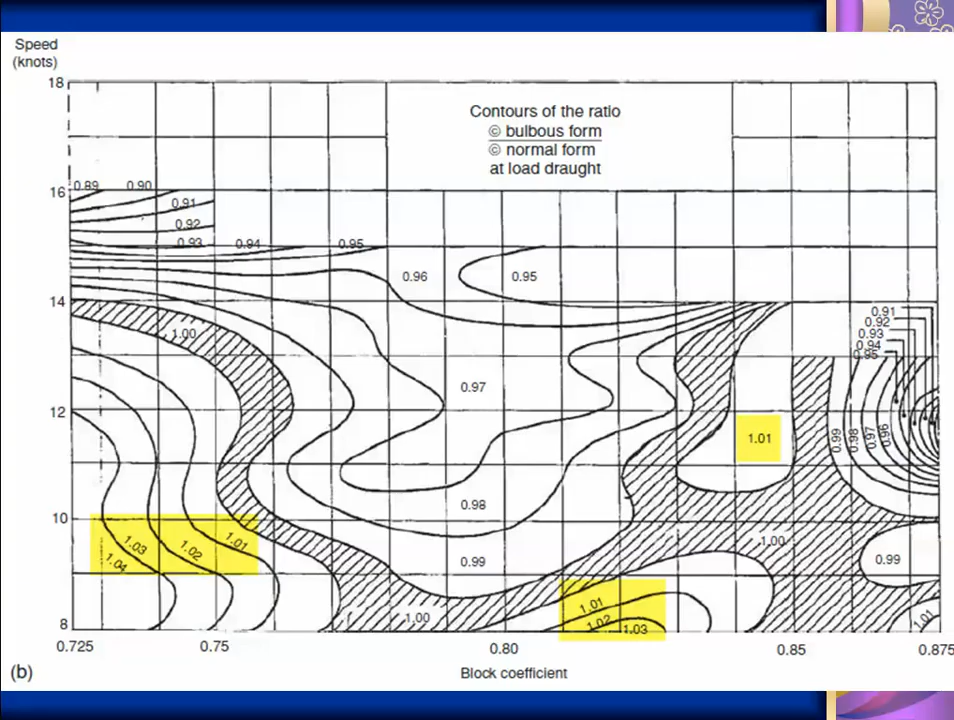 Speed
(knots)
18
Contours of the ratio
© bulbous form
© normal form
at load draught
16
0.89 0.90
0.91
0.92
0.93 0.94 0.95
0.96 0.95
14
0.91
0.92
0.93
0.94
0.95
1.00
0.97
12
1.01
0.99 0.98 0.97 0.96
0.98
10
1.04 1.03 1.02 1.01
1.00
0.99
0.99
1.01
1.02
1.03
1.00
1.01
8
0.725 0.75 0.80 0.85 0.875
(b)
Block coefficient